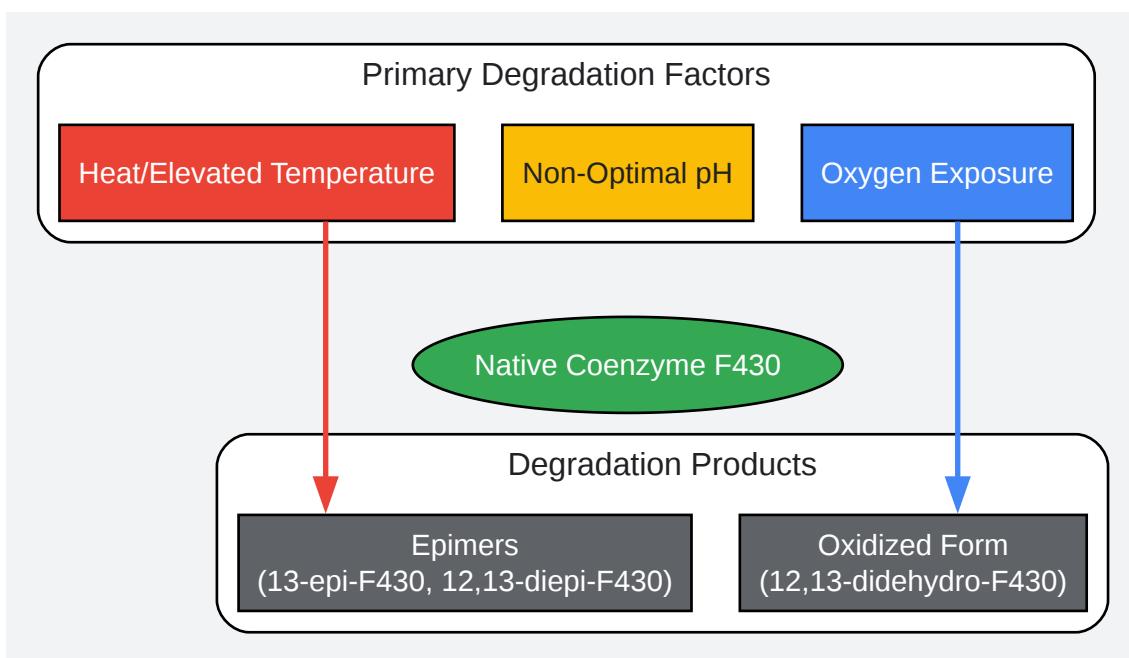 Primary Degradation Factors
Heat/Elevated Temperature
Non-Optimal pH
Oxygen Exposure
Native Coenzyme F430
Degradation Products
Epimers
(13-epi-F430, 12,13-diepi-F430)
Oxidized Form
(12,13-didehydro-F430)